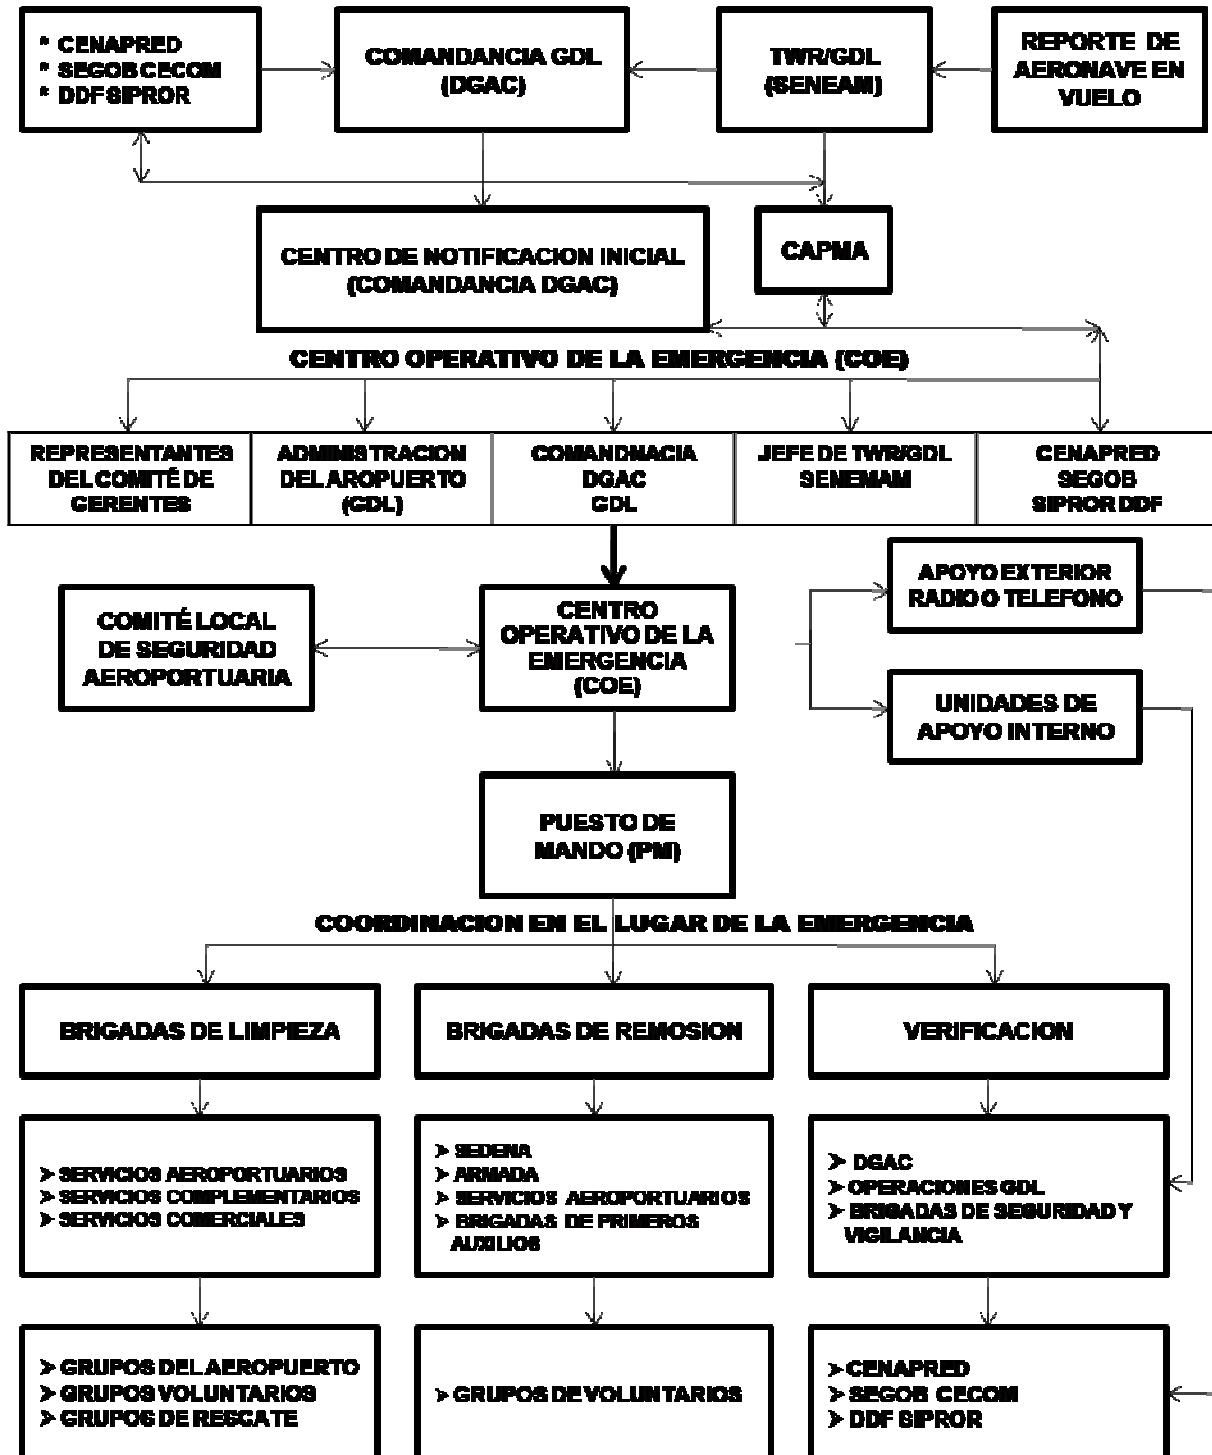 * CENAPRED
* SEGOB CECOM
* DDF SIPROR
COMANDANCIA GDL
(DGAC)
TWR/GDL
(SENEAM)
REPORTE DE
AERONAVE EN
VUELO
CENTRO DE NOTIFICACION INICIAL
(COMANDANCIA DGAC)
CAPMA
CENTRO OPERATIVO DE LA EMERGENCIA (COE)
REPRESENTANTES
DEL COMITÉ DE
GERENTES
ADMINISTRACION
DEL AROPUERTO
(GDL)
COMANDNACIA
DGAC
GDL
JEFE DE TWR/GDL
SENEMAM
CENAPRED
SEGOB
SIPROR DDF
APOYO EXTERIOR
RADIO O TELEFONO
COMITÉ LOCAL
DE SEGURIDAD
AEROPORTUARIA
CENTRO
OPERATIVO DE LA
EMERGENCIA
(COE)
UNIDADES DE
APOYO INTERNO
PUESTO DE
MANDO (PM)
COORDINACION EN EL LUGAR DE LA EMERGENCIA
BRIGADAS DE LIMPIEZA
BRIGADAS DE REMOSION
VERIFICACION
➢ SERVICIOS AEROPORTUARIOS
➢ SERVICIOS COMPLEMENTARIOS
➢ SERVICIOS COMERCIALES
➢ SEDENA
➢ ARMADA
➢ SERVICIOS AEROPORTUARIOS
➢ BRIGADAS DE PRIMEROS
AUXILIOS
➢ DGAC
➢ OPERACIONES GDL
➢ BRIGADAS DE SEGURIDAD Y
VIGILANCIA
➢ GRUPOS DEL AEROPUERTO
➢ GRUPOS VOLUNTARIOS
➢ GRUPOS DE RESCATE
➢ GRUPOS DE VOLUNTARIOS
➢ CENAPRED
➢ SEGOB CECOM
➢ DDF SIPROR